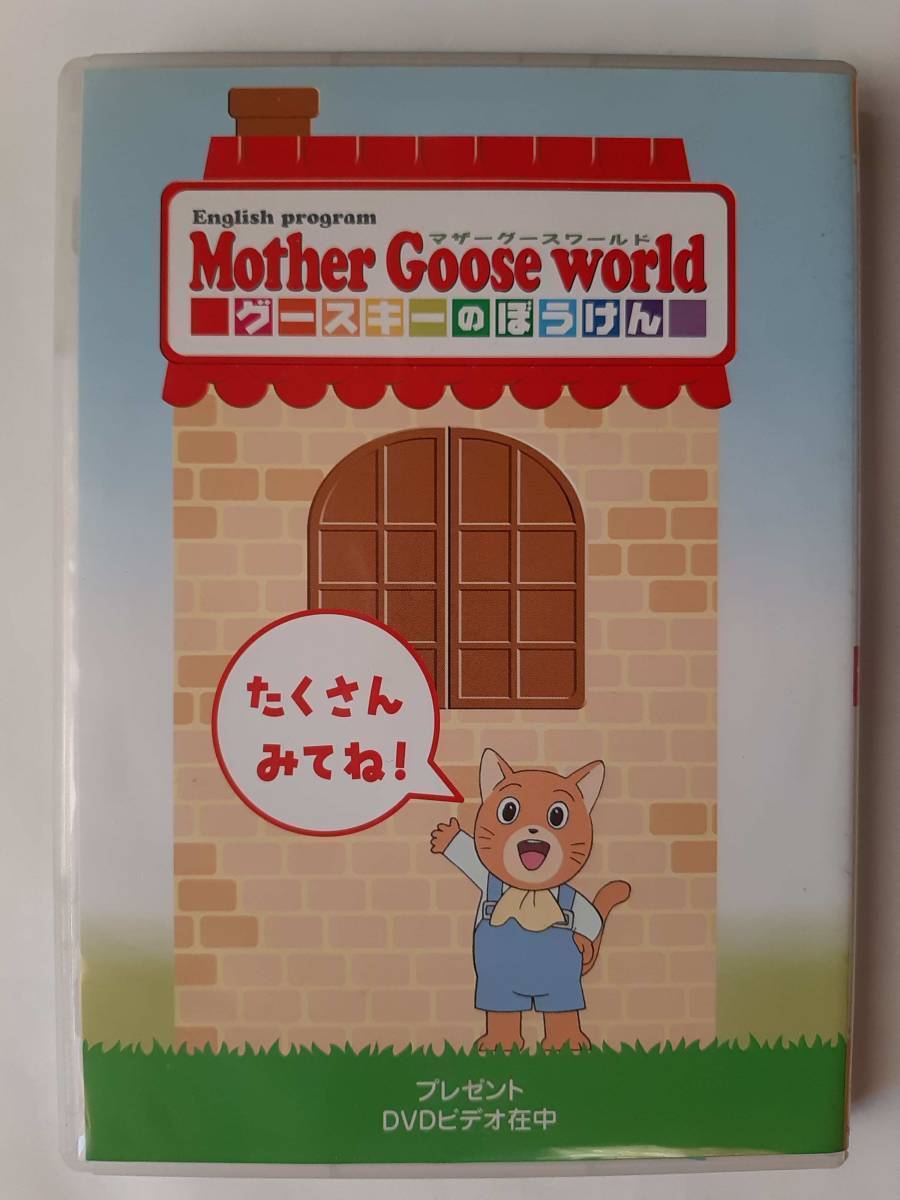 English program
マザーグースワールド
Mother Goose world
グースキーのぼうけん
たくさん
みてね!
プレゼント
DVDビデオ在中